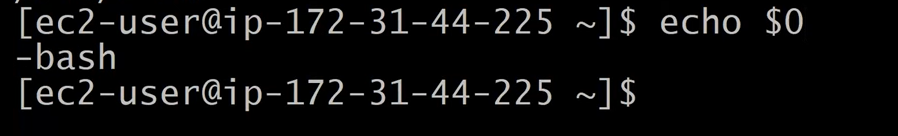 [ec2-user@ip-172-31-44-225 ~]$ echo $0
-bash
[ec2-user@ip-172-31-44-225 ~]$